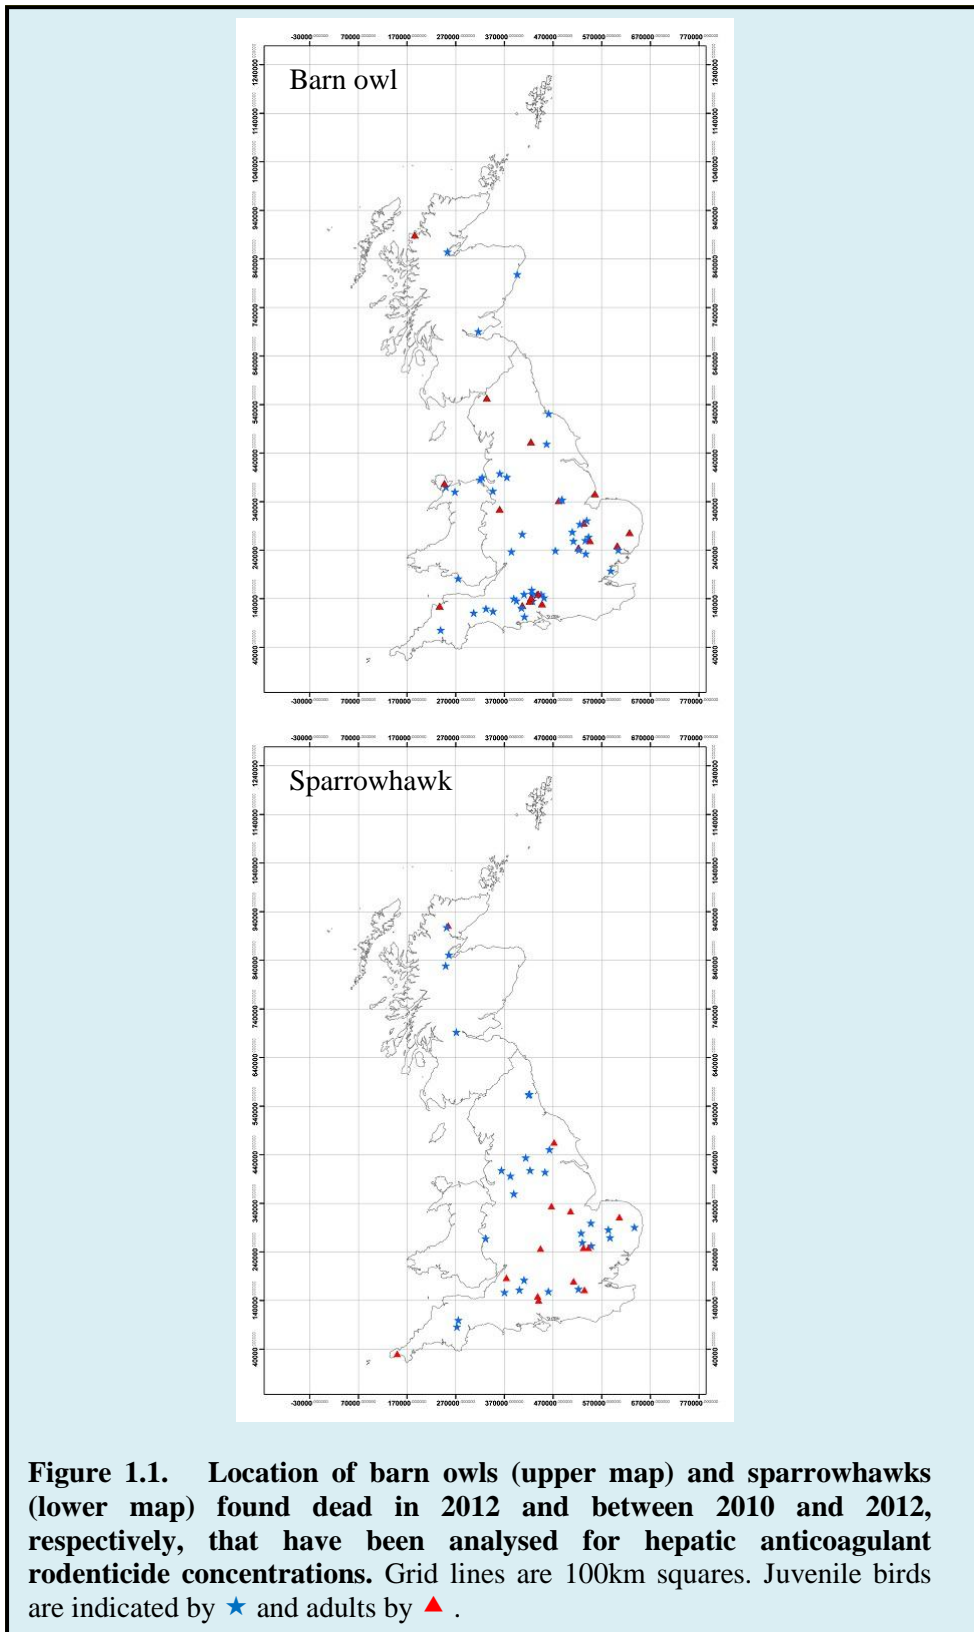 -30000 70000 170000 270000 370000 470000 570000 670000 770000
Barn owl
1240000
1140000
1040000
940000
840000
740000
640000
540000
440000
340000
240000
140000
40000
-30000 70000 170000 270000 370000 470000 570000 670000 770000
-30000 70000 170000 270000 370000 470000 570000 670000 770000
Sparrowhawk
1240000
1140000
1040000
940000
840000
740000
640000
540000
440000
340000
240000
140000
40000
-30000 70000 170000 270000 370000 470000 570000 670000 770000
Figure 1.1. Location of barn owls (upper map) and sparrowhawks
(lower map) found dead in 2012 and between 2010 and 2012,
respectively, that have been analysed for hepatic anticoagulant
rodenticide concentrations. Grid lines are 100km squares. Juvenile birds
are indicated by ★ and adults by ▲ .